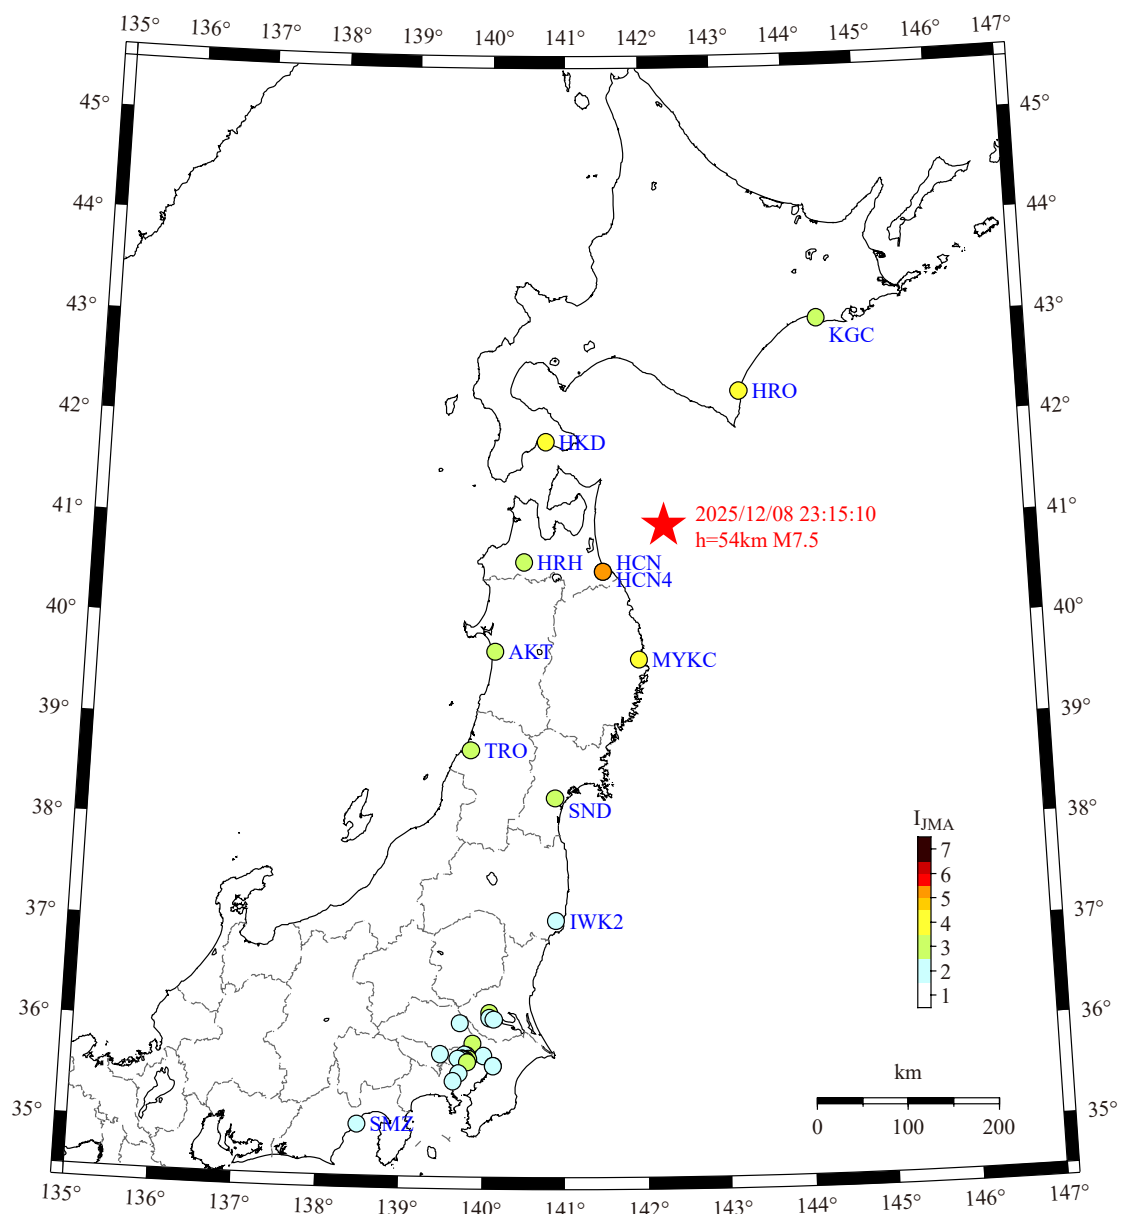 135° 136° 137° 138° 139° 140° 141° 142° 143° 144° 145° 146° 147°
45° 45°
44° 44°
43° 43°
KGC
HRO
42° 42°
HKD
41° 41°
2025/12/08 23:15:10
h=54km M7.5
HRH HCN
HCN4
40° 40°
AKT MYKC
39° 39°
TRO
38° 38°
SND
I_JMA
7
6
5
4
3
2
1
37° 37°
IWK2
36° 36°
km
0 100 200
35° 35°
SMZ
135° 136° 137° 138° 139° 140° 141° 142° 143° 144° 145° 146° 147°